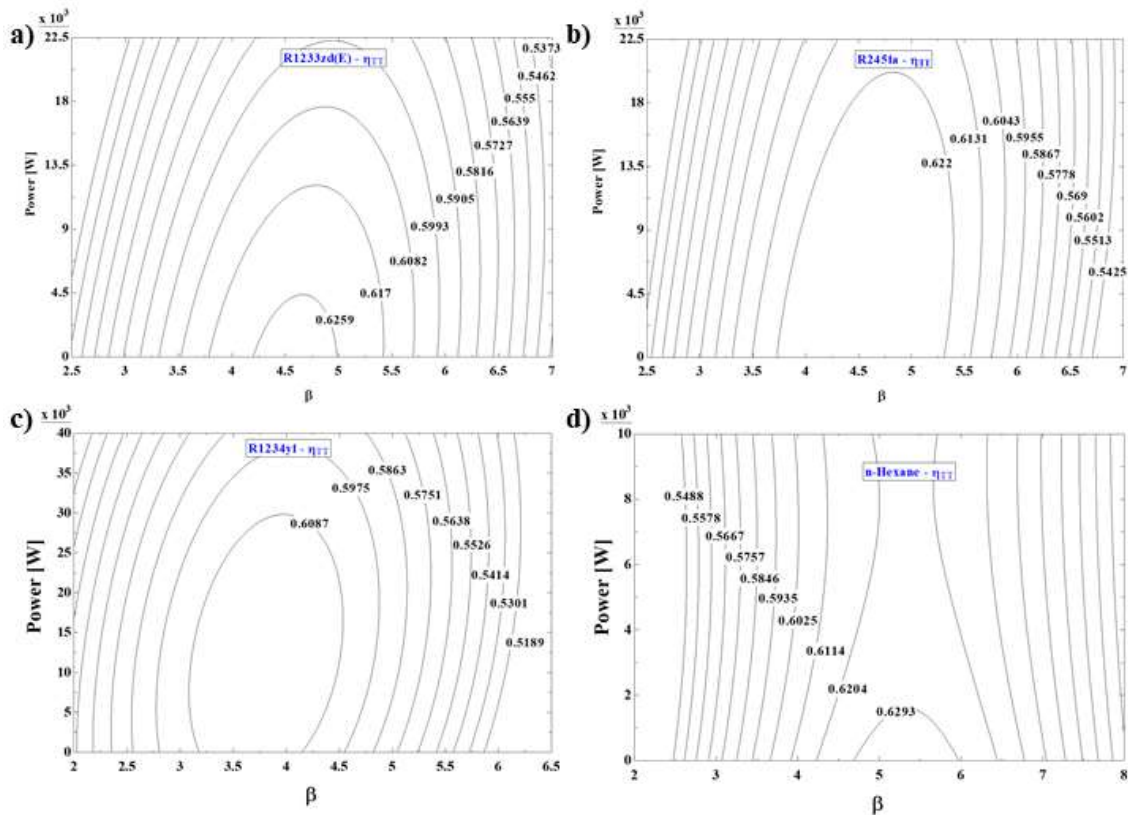 a)
x 10³
22.5
18
13.5
9
4.5
0
Power [W]
R1233zd(E) - ηTT
0.5373
0.5462
0.555
0.5639
0.5727
0.5816
0.5905
0.5993
0.6082
0.617
0.6259
2.5 3 3.5 4 4.5 5 5.5 6 6.5 7
β
b)
x 10³
22.5
18
13.5
9
4.5
0
Power [W]
R245fa - ηTT
0.6043
0.6131
0.5955
0.622
0.5867
0.5778
0.569
0.5602
0.5513
0.5425
2.5 3 3.5 4 4.5 5 5.5 6 6.5 7
β
c)
x 10³
40
35
30
25
20
15
10
5
0
Power [W]
R1234yf - ηTT
0.5863
0.5975
0.5751
0.6087
0.5638
0.5526
0.5414
0.5301
0.5189
2 2.5 3 3.5 4 4.5 5 5.5 6 6.5
β
d)
x 10³
10
8
6
4
2
0
Power [W]
n-Hexane - ηTT
0.5488
0.5578
0.5667
0.5757
0.5846
0.5935
0.6025
0.6114
0.6204
0.6293
2 3 4 5 6 7 8
β